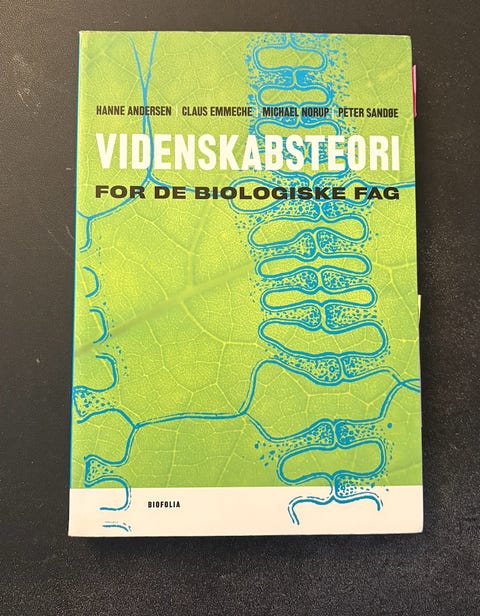 HANNE ANDERSEN | CLAUS EMMECHE | MICHAEL NORUP | PETER SANDØE
VIDENSKABSTEORI
FOR DE BIOLOGISKE FAG
BIOFOLIA